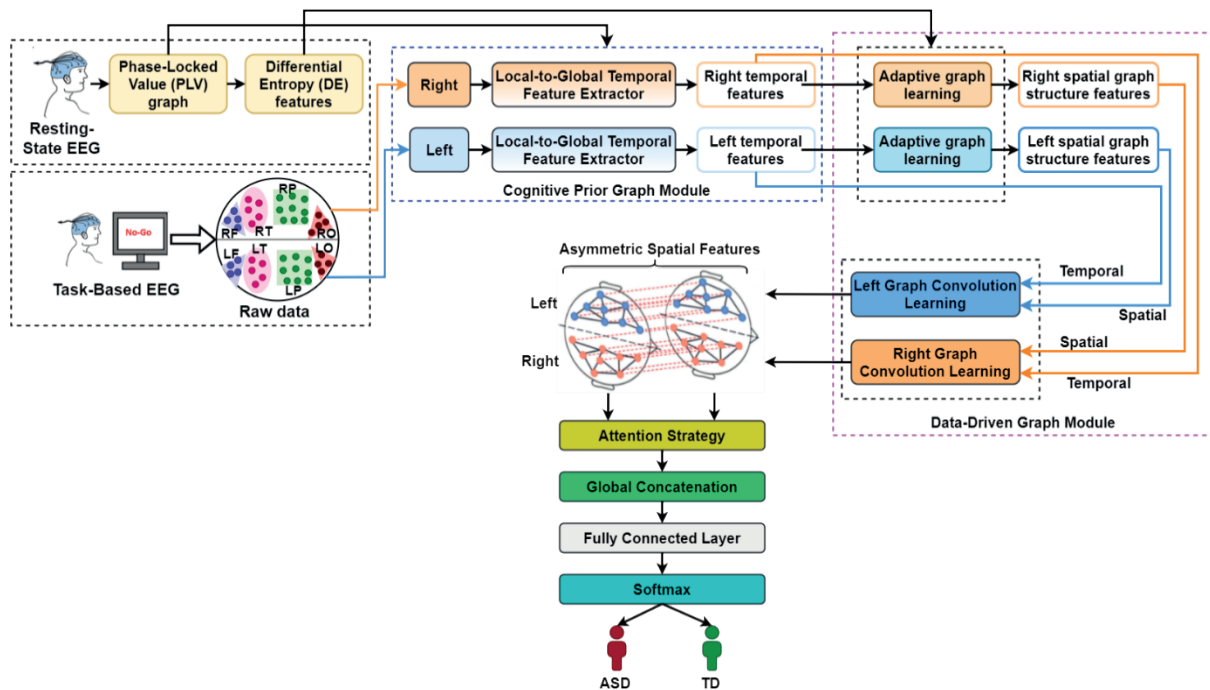 Phase-Locked
Value (PLV)
graph
Differential
Entropy (DE)
features
Resting-
State EEG
Right
Local-to-Global Temporal
Feature Extractor
Right temporal
features
Adaptive graph
learning
Right spatial graph
structure features
Left
Local-to-Global Temporal
Feature Extractor
Left temporal
features
Adaptive graph
learning
Left spatial graph
structure features
Cognitive Prior Graph Module
No-Go
Task-Based EEG
RP
RF
RT
RO
LF
LT
LO
LP
Raw data
Asymmetric Spatial Features
Left
Right
Temporal
Left Graph Convolution
Learning
Spatial
Spatial
Right Graph
Convolution Learning
Temporal
Data-Driven Graph Module
Attention Strategy
Global Concatenation
Fully Connected Layer
Softmax
ASD
TD